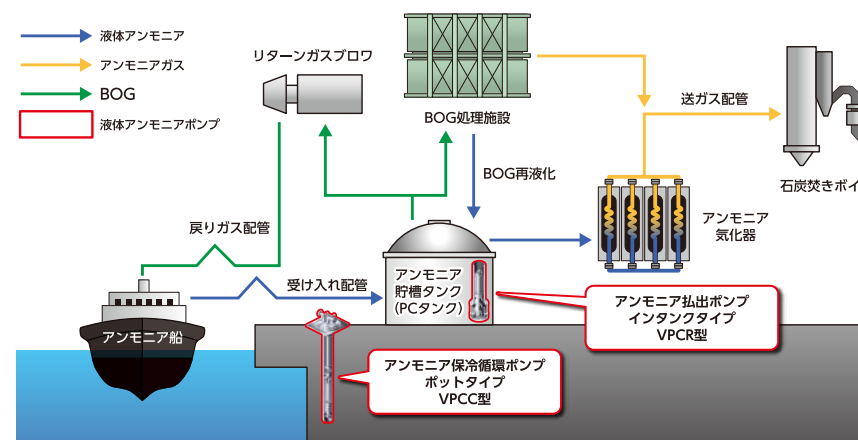 液体アンモニア
アンモニアガス
BOG
液体アンモニアポンプ
リターンガスブロワ
BOG処理施設
送ガス配管
石炭焚きボイ
BOG再液化
アンモニア
気化器
戻りガス配管
受け入れ配管
アンモニア
貯槽タンク
(PCタンク)
アンモニア船
アンモニア払出ポンプ
インタンクタイプ
VPCR型
アンモニア保冷循環ポンプ
ポットタイプ
VPCC型